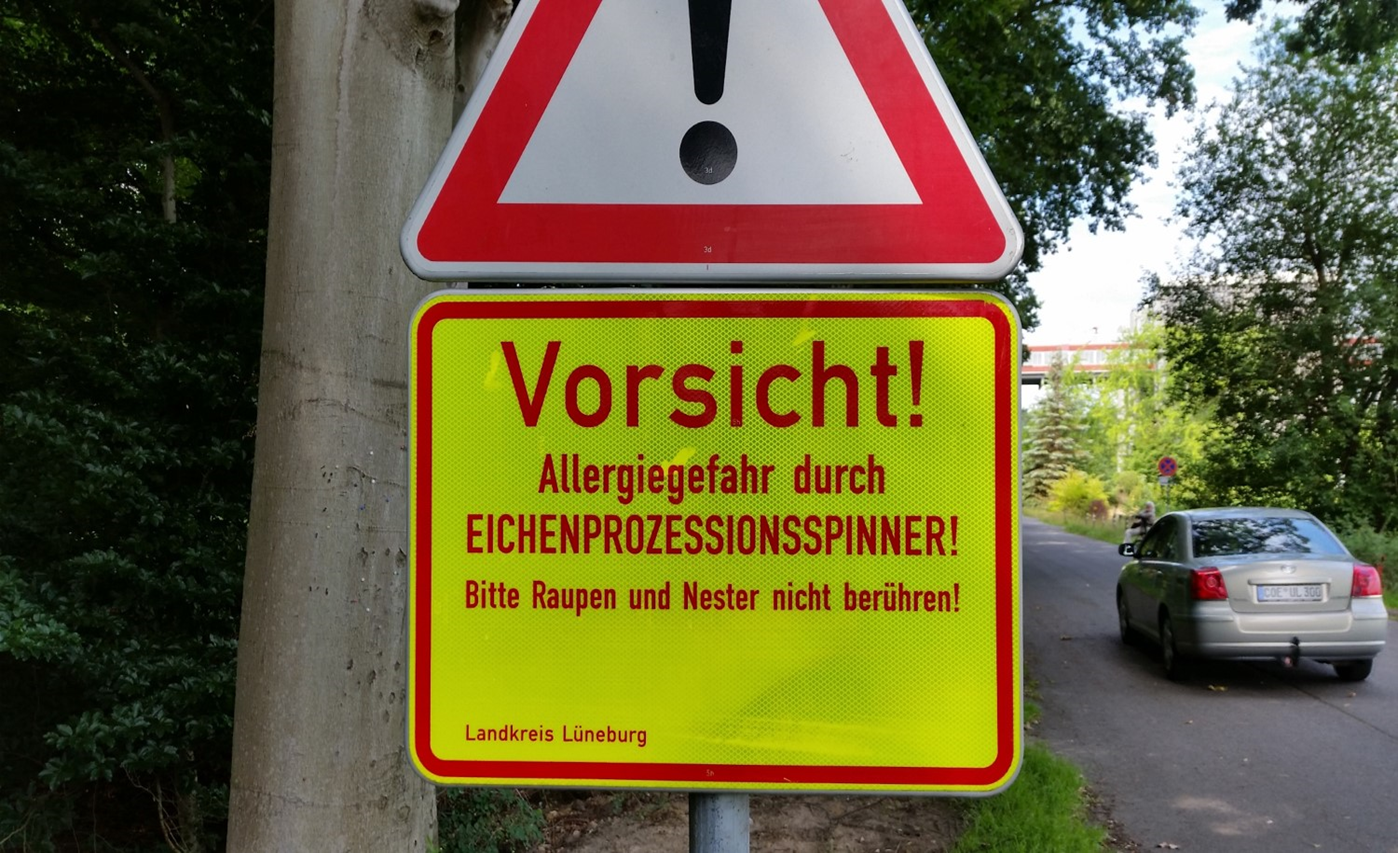 !
Vorsicht!
Allergiegefahr durch
EICHENPROZESSIONSSPINNER!
Bitte Raupen und Nester nicht berühren!
Landkreis Lüneburg